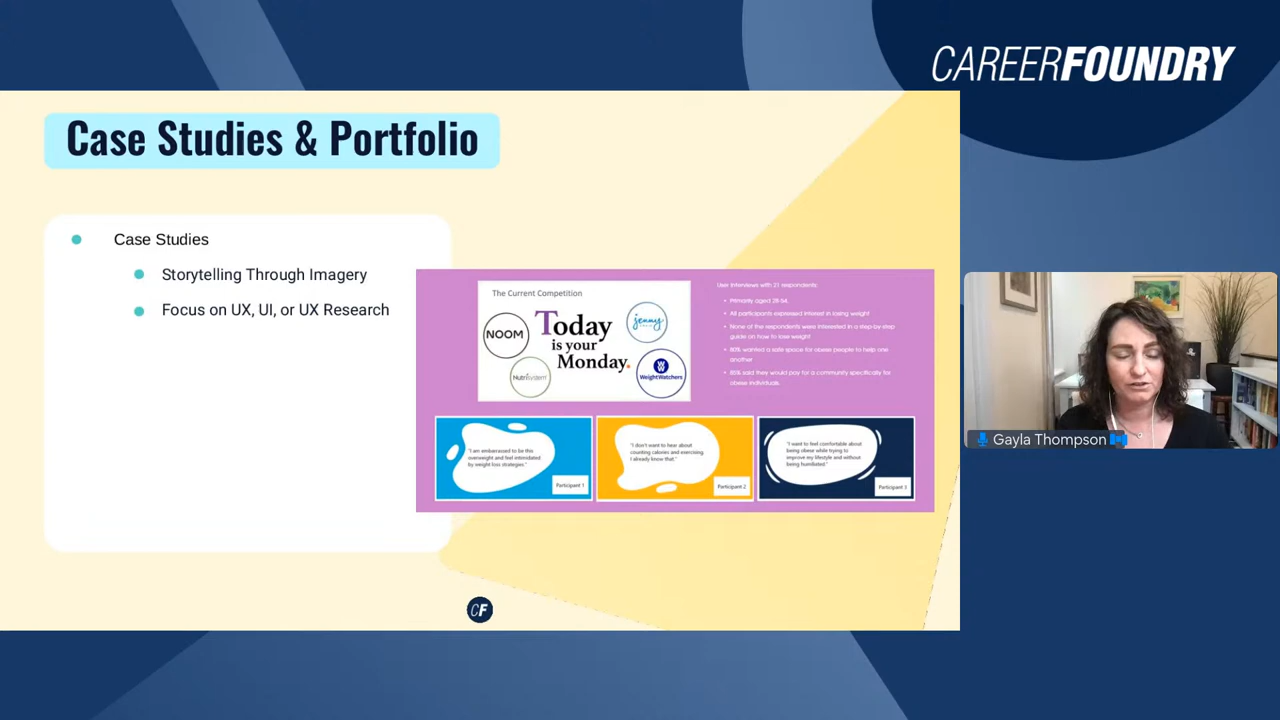 CAREERFOUNDRY
Case Studies & Portfolio
Case Studies
Storytelling Through Imagery
Focus on UX, UI, or UX Research
The Current Competition
NOOM
Today
is your
Monday.
jenny
Nutrisystem
WeightWatchers
User Interviews with 21 respondents:
Primarily aged 28-54.
All participants expressed interest in losing weight
None of the respondents were interested in a step-by-step
guide on how to lose weight
80% wanted a safe space for obese people to help one
another
85% said they would pay for a community specifically for
obese individuals.
"I am embarrassed to be this
overweight and feel intimidated
by weight loss strategies."
Participant 1
"I don't want to hear about
counting calories and exercising.
I already know that."
Participant 2
"I want to feel comfortable about
being obese while trying to
improve my lifestyle and without
being humiliated."
Participant 3
Gayla Thompson
CF